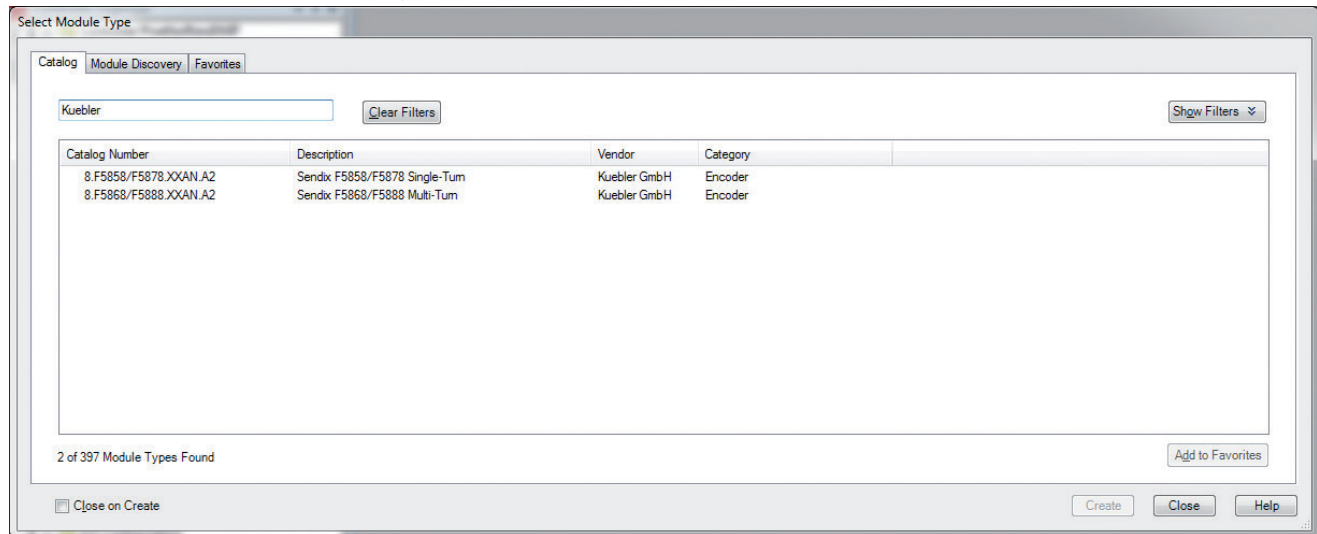 Select Module Type
Catalog Module Discovery Favorites
Kuebler Clear Filters Show Filters
Catalog Number Description Vendor Category
8.F5858/F5878.XXAN.A2 Sendix F5858/F5878 Single-Turn Kuebler GmbH Encoder
8.F5868/F5888.XXAN.A2 Sendix F5868/F5888 Multi-Turn Kuebler GmbH Encoder
2 of 397 Module Types Found Add to Favorites
Close on Create Create Close Help